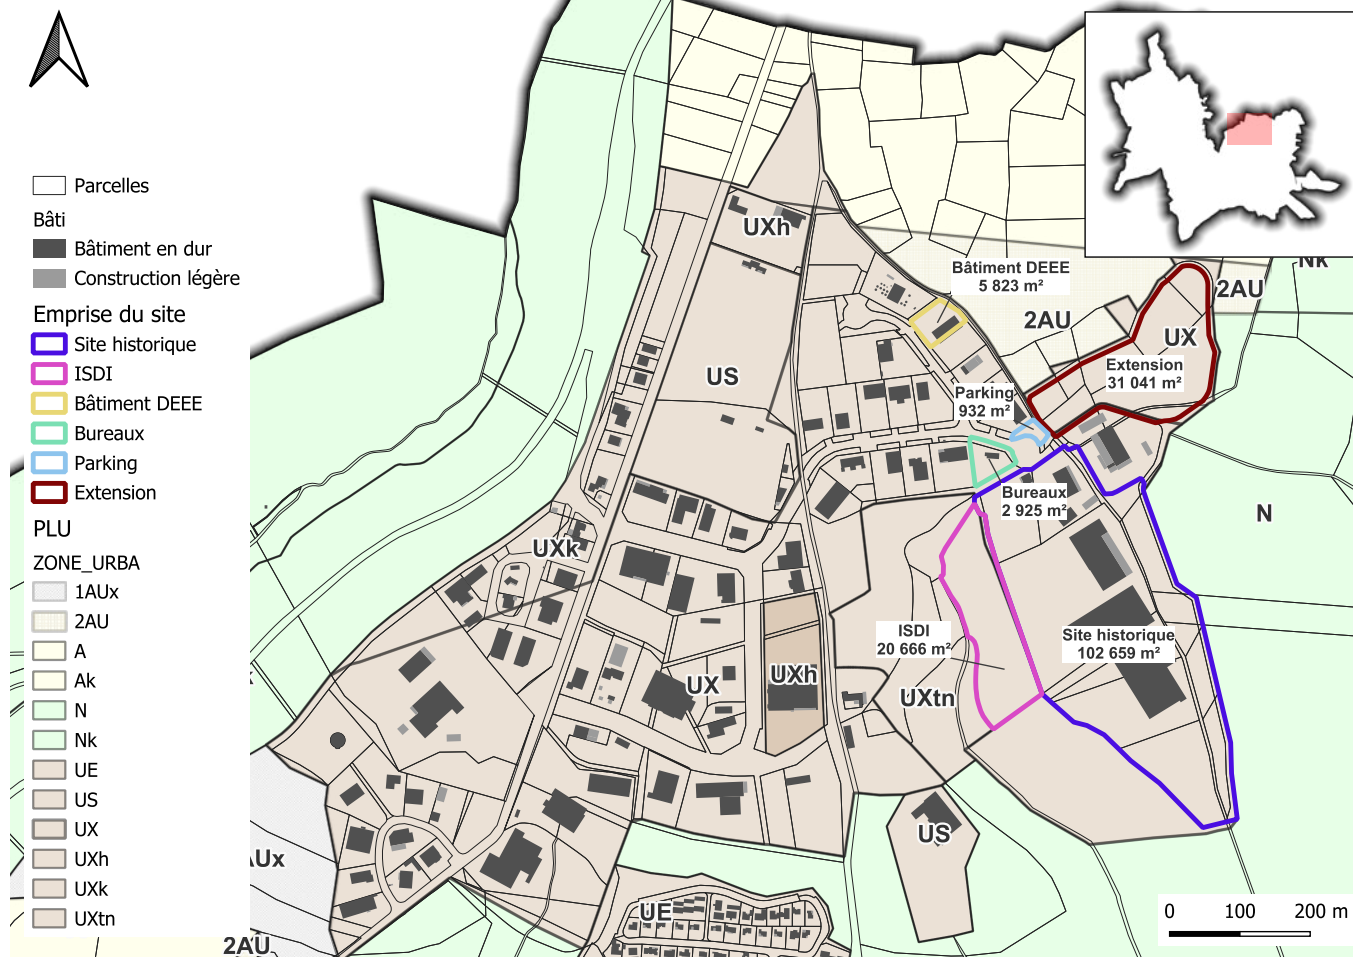 Parcelles
Bâti
Bâtiment en dur
Construction légère
Emprise du site
Site historique
ISDI
Bâtiment DEEE
Bureaux
Parking
Extension
PLU
ZONE_URBA
1AUx
2AU
A
Ak
N
Nk
UE
US
UX
UXh
UXk
UXtn
UXh
Nk
Bâtiment DEEE
5 823 m²
2AU
2AU
UX
Extension
31 041 m²
US
Parking
932 m²
Bureaux
2 925 m²
N
UXk
ISDI
20 666 m²
Site historique
102 659 m²
UX
UXh
UXtn
US
AUx
UE
2AU
0 100 200 m